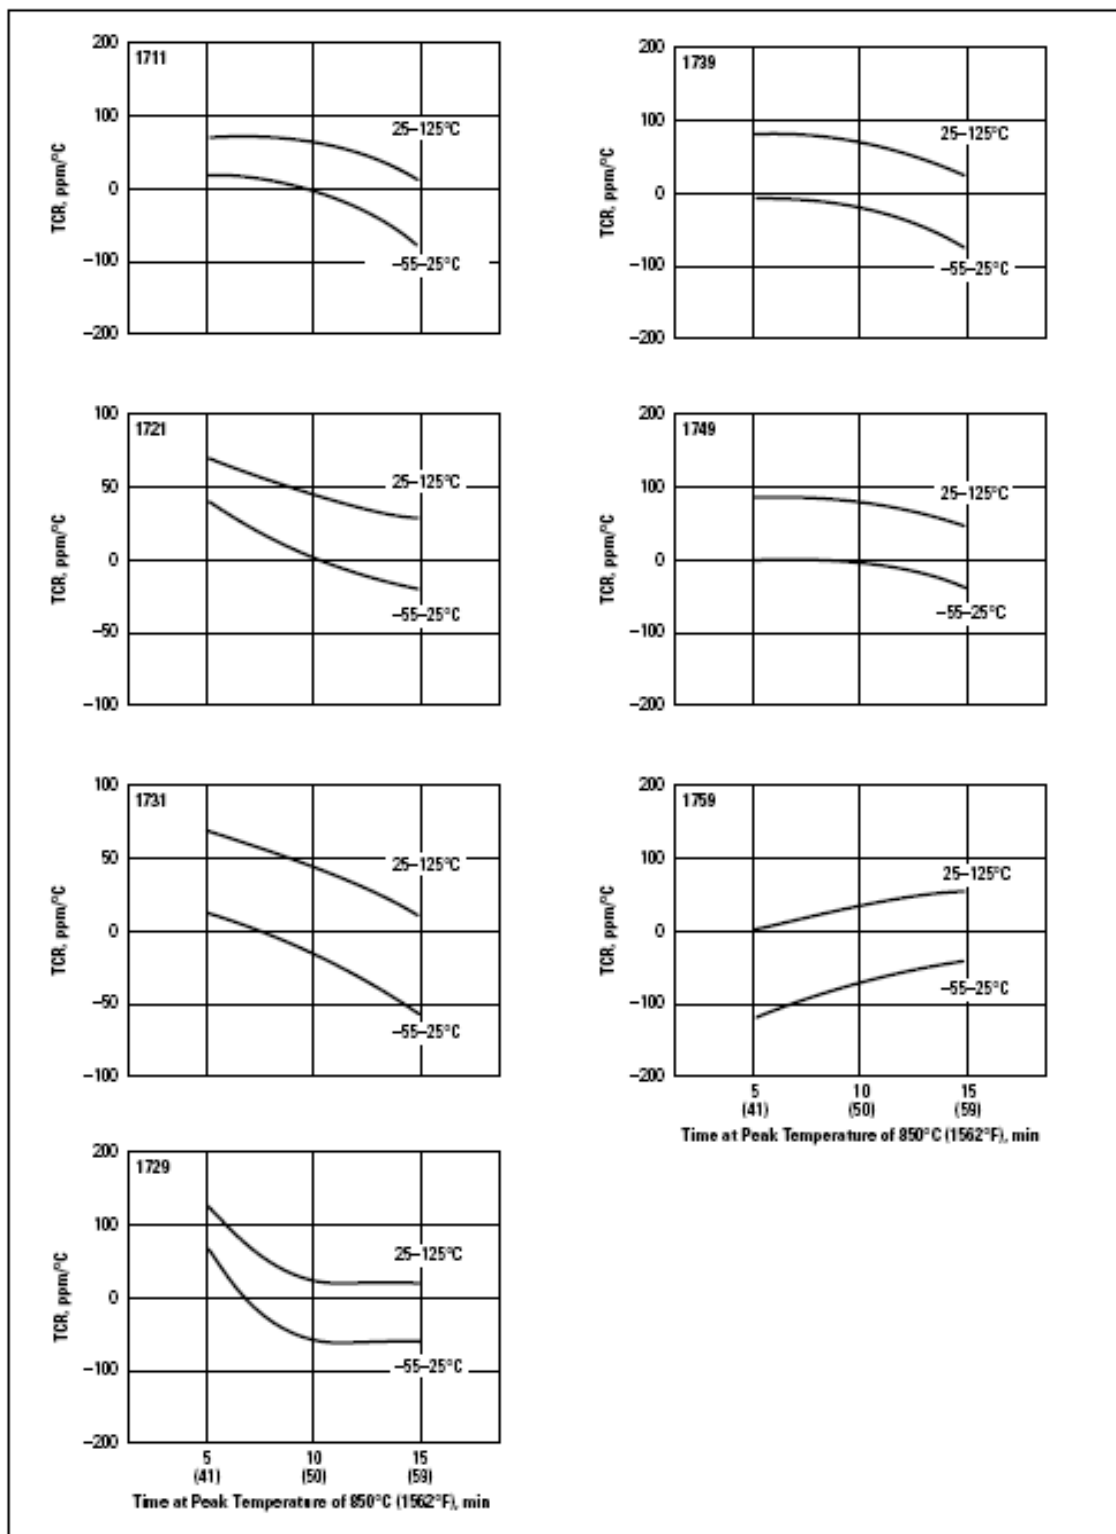 200
1711
100
25–125°C
TCR, ppm/°C
0
–100
–55–25°C
–200
100
1721
50
25–125°C
TCR, ppm/°C
0
–55–25°C
–50
–100
100
1731
50
25–125°C
TCR, ppm/°C
0
–50
–55–25°C
–100
200
1729
100
25–125°C
TCR, ppm/°C
0
–100
–55–25°C
–200
5 10 15
(41) (50) (59)
Time at Peak Temperature of 850°C (1562°F), min
200
1739
100
25–125°C
TCR, ppm/°C
0
–100
–55–25°C
–200
200
1749
100
25–125°C
TCR, ppm/°C
0
–55–25°C
–100
–200
200
1759
100
25–125°C
TCR, ppm/°C
0
–55–25°C
–100
–200
5 10 15
(41) (50) (59)
Time at Peak Temperature of 850°C (1562°F), min